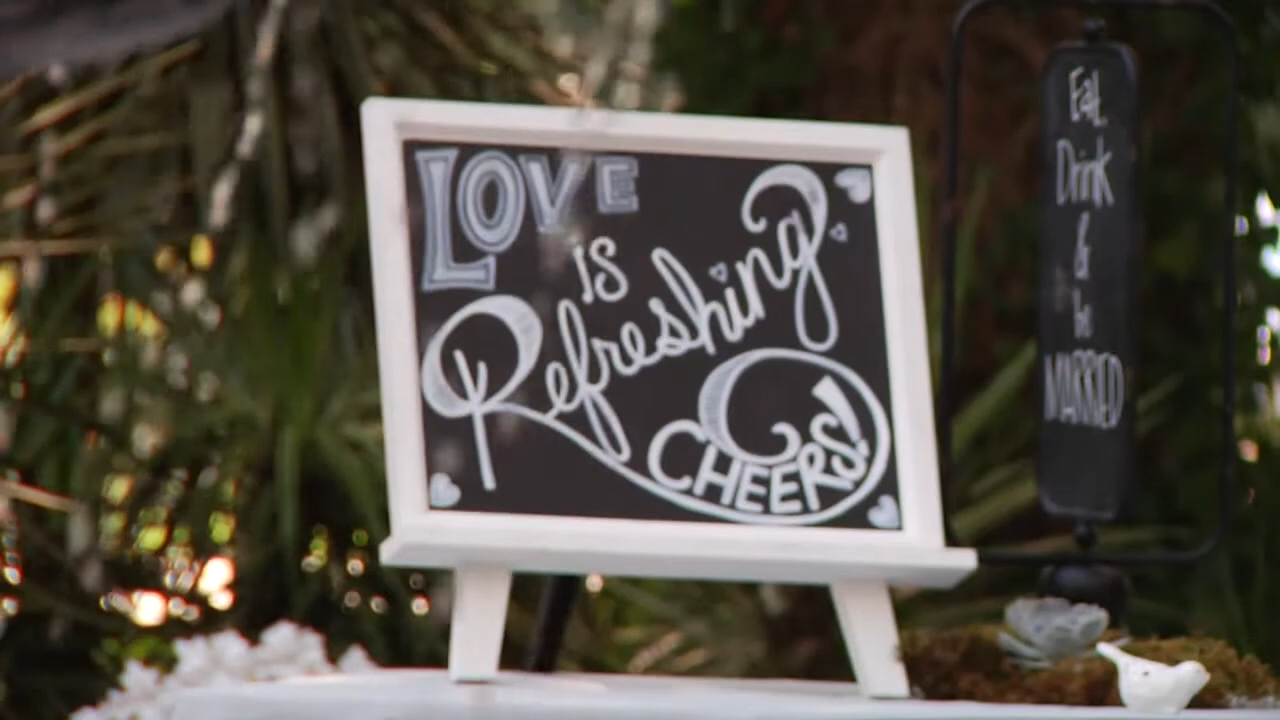 LOVE
is
Refreshing
CHEERS!
Eat,
Drink
&
be
MARRIED